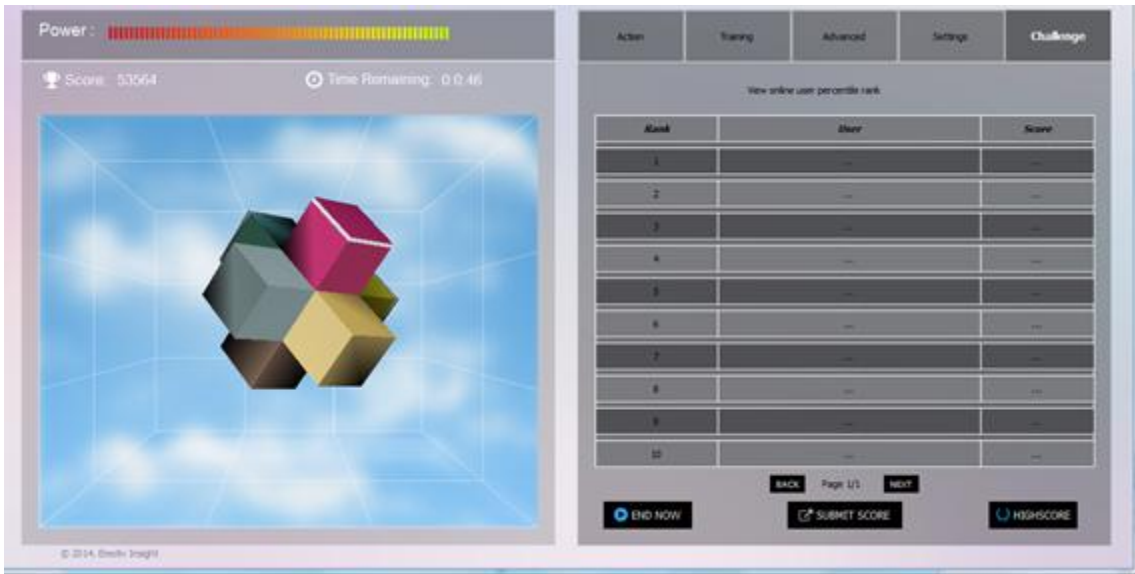 Power :
Score: 53564
Time Remaining: 0:0:46
Action Training Advanced Settings Challenge
View online user percentile rank
Rank User Score
1 ... ...
2 ... ...
3 ... ...
4 ... ...
5 ... ...
6 ... ...
7 ... ...
8 ... ...
9 ... ...
10 ... ...
BACK Page 1/1 NEXT
END NOW SUBMIT SCORE HIGHSCORE
© 2014, Emotiv Insight